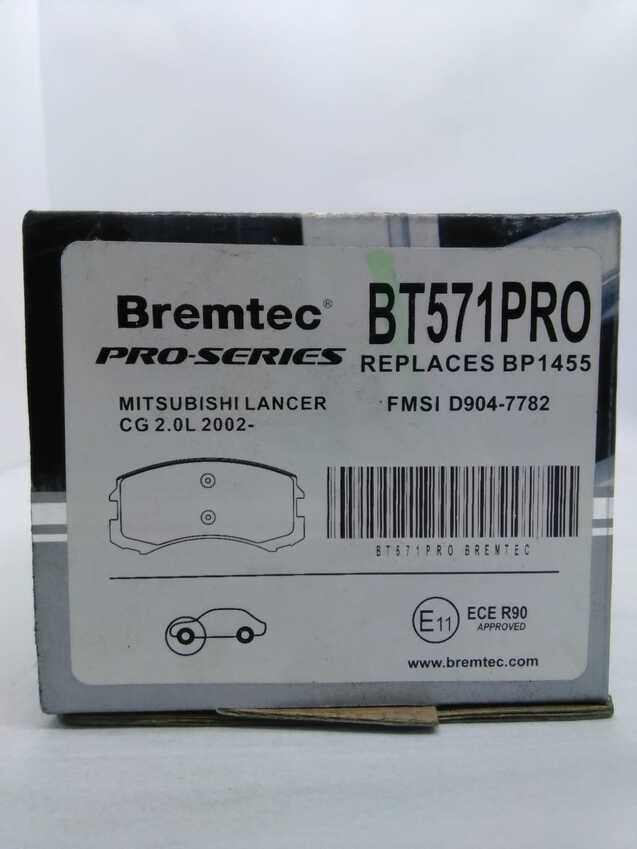 Bremtec®
PRO-SERIES
BT571PRO
REPLACES BP1455
MITSUBISHI LANCER
CG 2.0L 2002-
FMSI D904-7782
BT571PRO BREMTEC
E11
ECE R90
APPROVED
www.bremtec.com